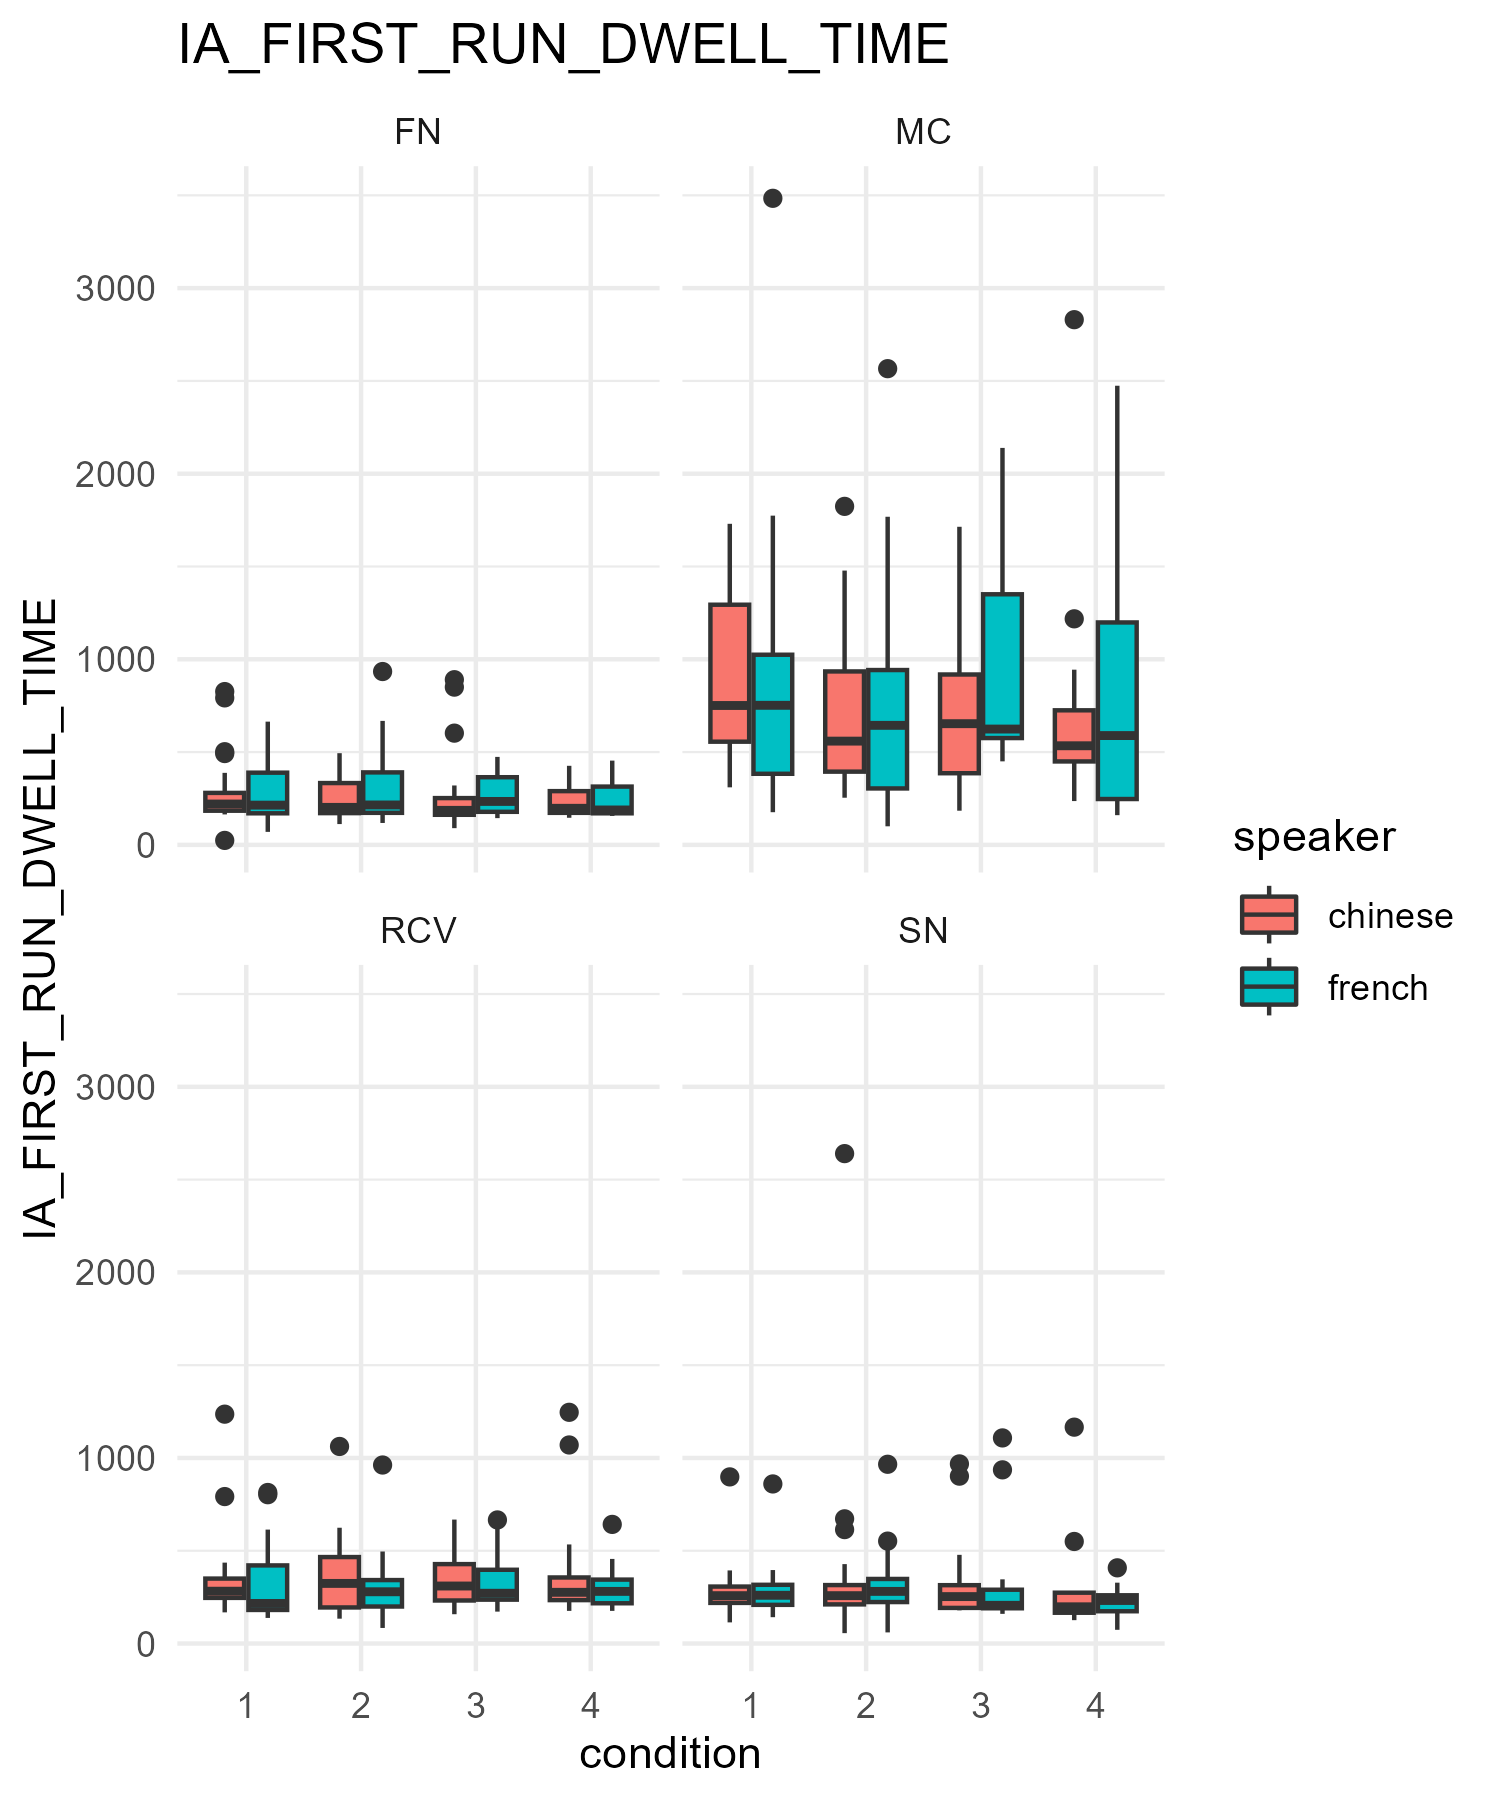 IA_FIRST_RUN_DWELL_TIME
FN
MC
3000
2000
1000
0
IA_FIRST_RUN_DWELL_TIME
RCV
SN
3000
2000
1000
0
1 2 3 4 1 2 3 4
condition
speaker
chinese
french